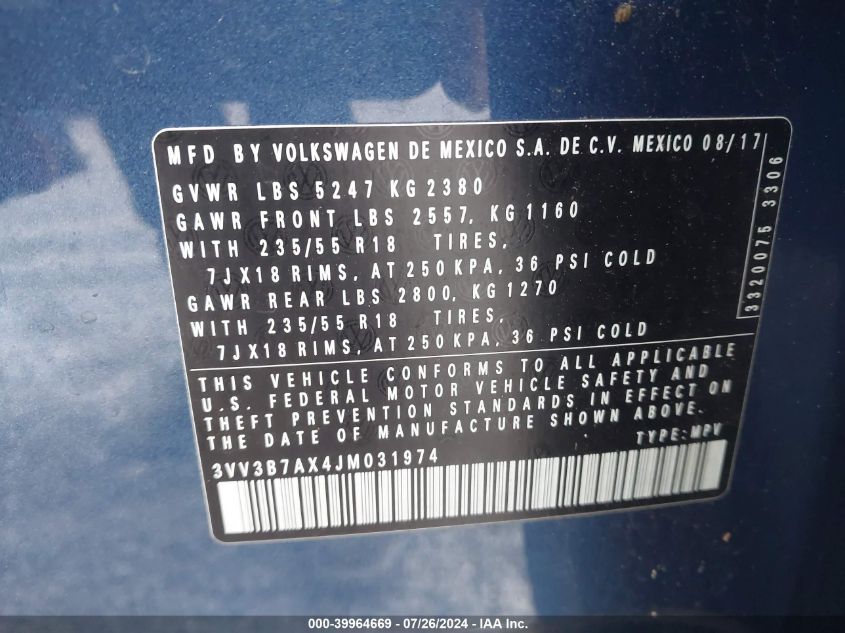 MFD BY VOLKSWAGEN DE MEXICO S.A. DE C.V. MEXICO 08/17
GVWR LBS 5247 KG 2380
GAWR FRONT LBS 2557, KG 1160
WITH 235/55 R18 TIRES,
7JX18 RIMS, AT 250 KPA, 36 PSI COLD
GAWR REAR LBS 2800, KG 1270
WITH 235/55 R18 TIRES,
7JX18 RIMS, AT 250 KPA, 36 PSI COLD
3320075 3306
THIS VEHICLE CONFORMS TO ALL APPLICABLE
U.S. FEDERAL MOTOR VEHICLE SAFETY AND
THEFT PREVENTION STANDARDS IN EFFECT ON
THE DATE OF MANUFACTURE SHOWN ABOVE.
3VV3B7AX4JM031974 TYPE: MPV
000-39964669 / 07/26/2024 - IAA Inc.